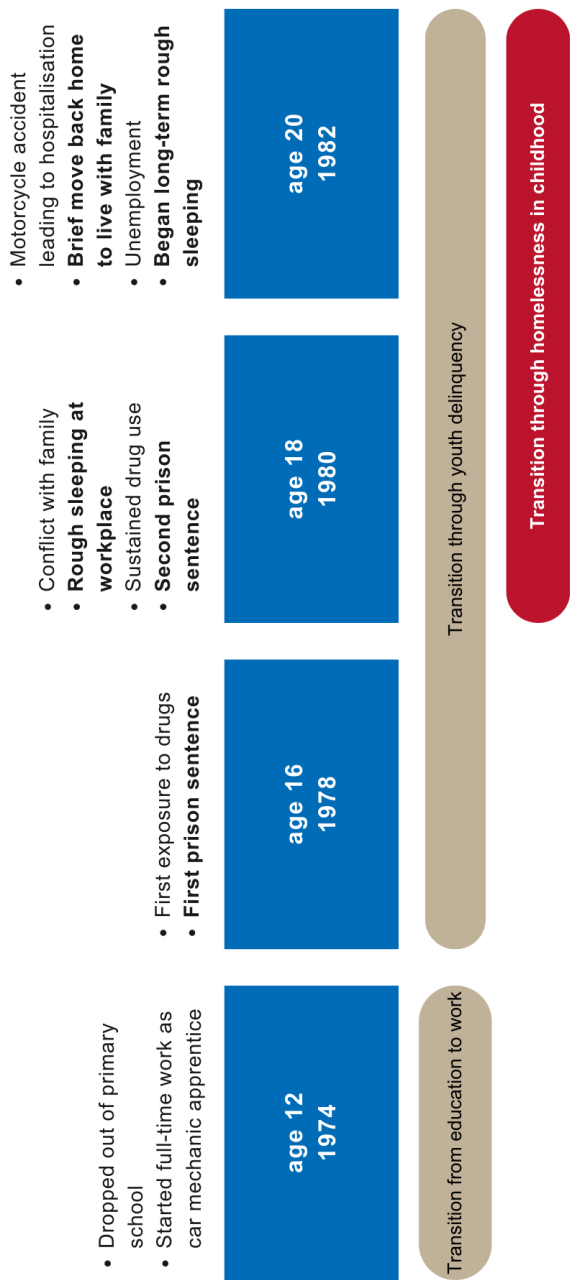 • Dropped out of primary
school
• Started full-time work as
car mechanic apprentice
age 12
1974
Transition from education to work
• First exposure to drugs
• First prison sentence
age 16
1978
• Conflict with family
• Rough sleeping at
workplace
• Sustained drug use
• Second prison
sentence
age 18
1980
• Motorcycle accident
leading to hospitalisation
• Brief move back home
to live with family
• Unemployment
• Began long-term rough
sleeping
age 20
1982
Transition through youth delinquency
Transition through homelessness in childhood